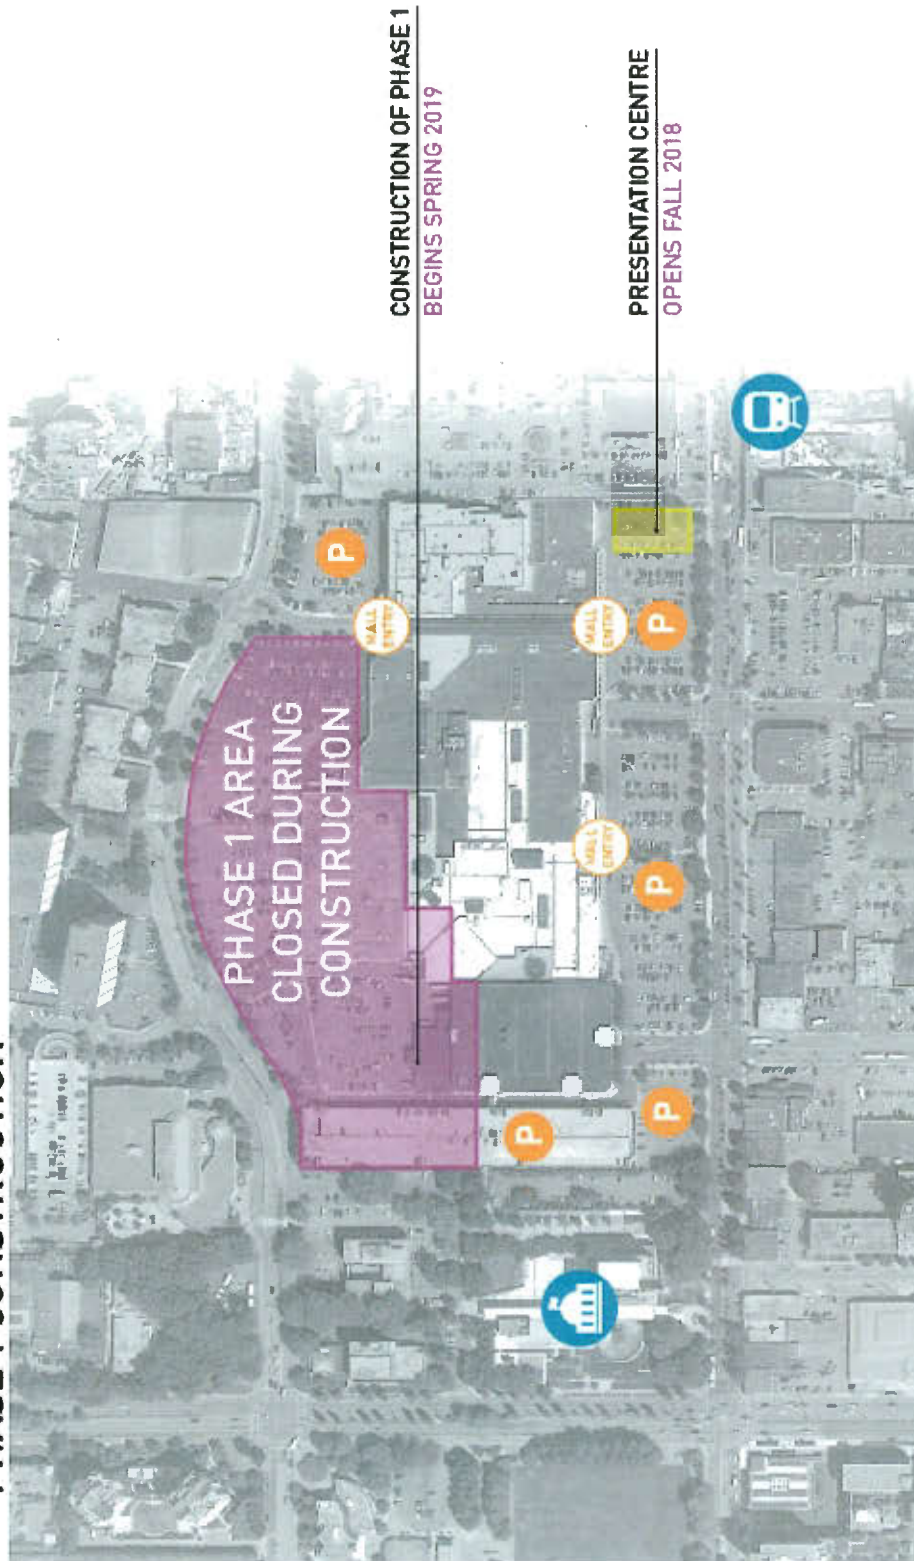 CONSTRUCTION OF PHASE 1
BEGINS SPRING 2019
PRESENTATION CENTRE
OPENS FALL 2018
PHASE 1 AREA
CLOSED DURING
CONSTRUCTION
P
MALL
ENTRY
MALL
ENTRY
P
MALL
ENTRY
P
P
P